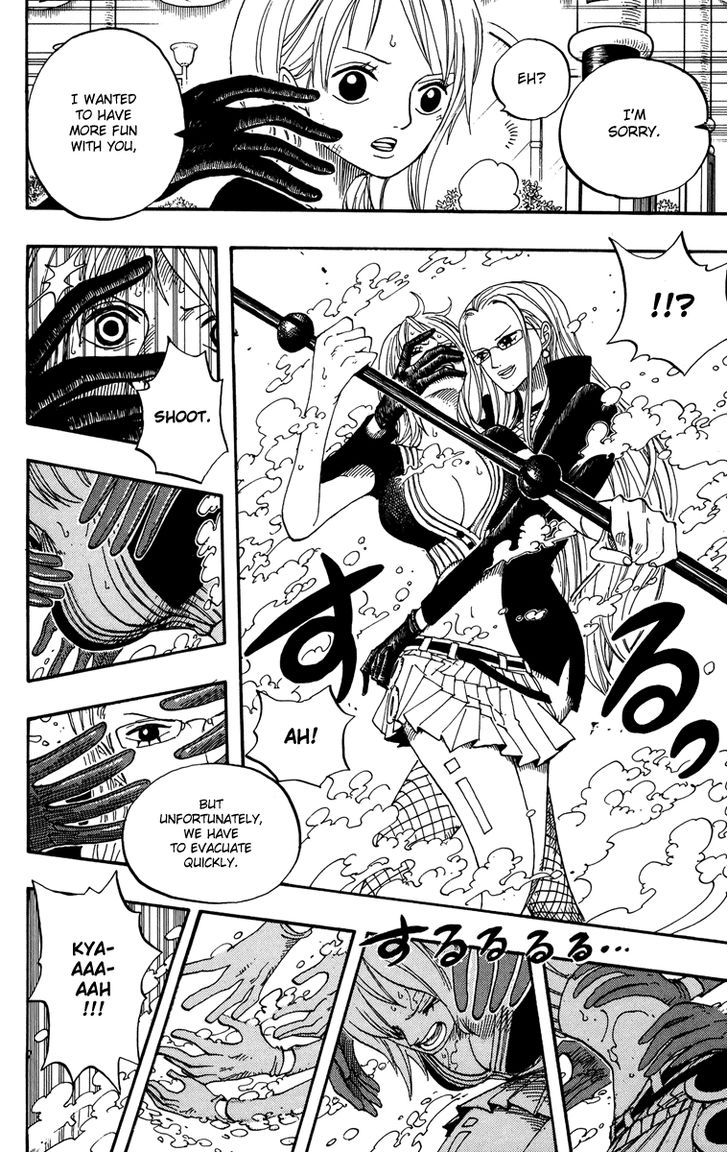 I'M
SORRY.
EH?
I WANTED
TO HAVE
MORE FUN
WITH YOU,
!!?
する
っ
AH!
SHOOT.
BUT
UNFORTUNATELY,
WE HAVE
TO EVACUATE
QUICKLY.
するるるる...
KYA-
AAA-
AAH
!!!